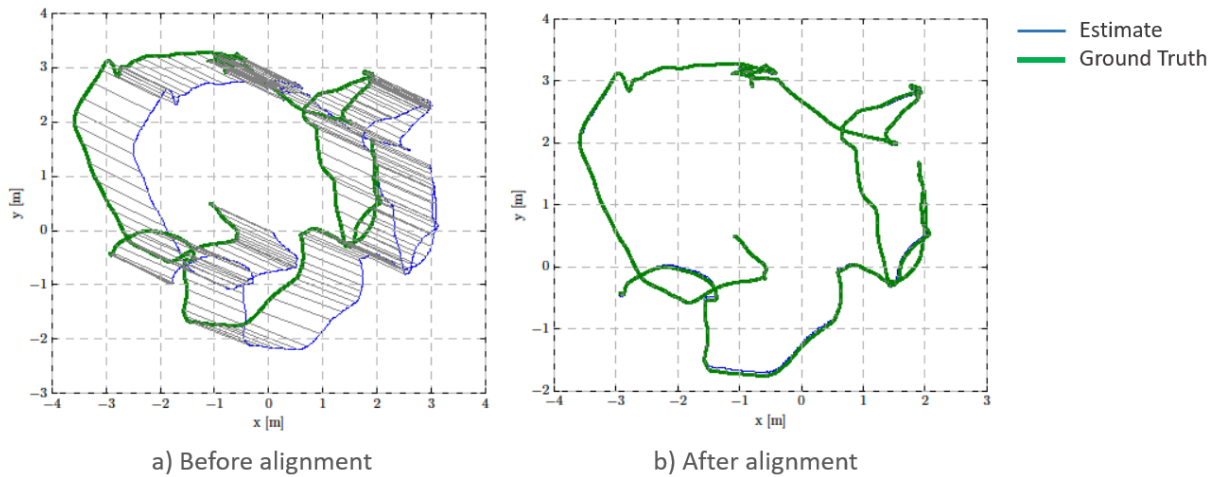 4
3
2
1
0
−1
−2
−3
y [m]
−4 −3 −2 −1 0 1 2 3 4
x [m]
a) Before alignment
4
3
2
1
0
−1
−2
y [m]
−4 −3 −2 −1 0 1 2 3
x [m]
b) After alignment
Estimate
Ground Truth